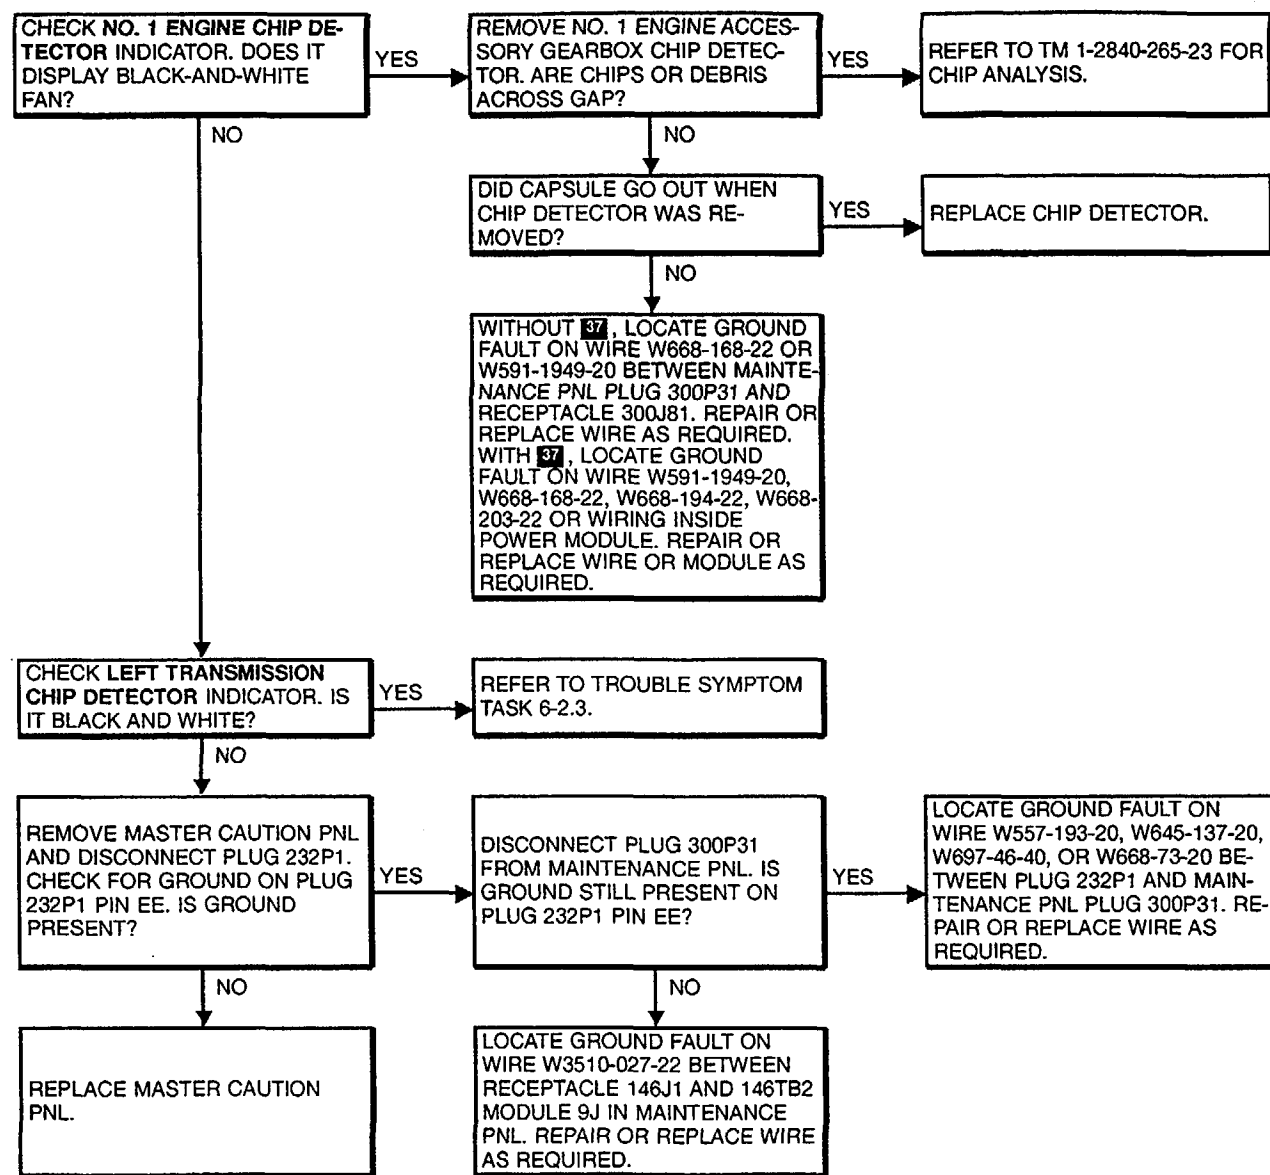 CHECK NO. 1 ENGINE CHIP DE-
TECTOR INDICATOR. DOES IT
DISPLAY BLACK-AND-WHITE
FAN?
YES
REMOVE NO. 1 ENGINE ACCES-
SORY GEARBOX CHIP DETEC-
TOR. ARE CHIPS OR DEBRIS
ACROSS GAP?
YES
REFER TO TM 1-2840-265-23 FOR
CHIP ANALYSIS.
NO
NO
DID CAPSULE GO OUT WHEN
CHIP DETECTOR WAS RE-
MOVED?
YES
REPLACE CHIP DETECTOR.
NO
WITHOUT 37, LOCATE GROUND
FAULT ON WIRE W668-168-22 OR
W591-1949-20 BETWEEN MAINTE-
NANCE PNL PLUG 300P31 AND
RECEPTACLE 300J81. REPAIR OR
REPLACE WIRE AS REQUIRED.
WITH 37, LOCATE GROUND
FAULT ON WIRE W591-1949-20,
W668-168-22, W668-194-22, W668-
203-22 OR WIRING INSIDE
POWER MODULE. REPAIR OR
REPLACE WIRE OR MODULE AS
REQUIRED.
CHECK LEFT TRANSMISSION
CHIP DETECTOR INDICATOR. IS
IT BLACK AND WHITE?
YES
REFER TO TROUBLE SYMPTOM
TASK 6-2.3.
NO
REMOVE MASTER CAUTION PNL
AND DISCONNECT PLUG 232P1.
CHECK FOR GROUND ON PLUG
232P1 PIN EE. IS GROUND
PRESENT?
YES
DISCONNECT PLUG 300P31
FROM MAINTENANCE PNL. IS
GROUND STILL PRESENT ON
PLUG 232P1 PIN EE?
YES
LOCATE GROUND FAULT ON
WIRE W557-193-20, W645-137-20,
W697-46-40, OR W668-73-20 BE-
TWEEN PLUG 232P1 AND MAIN-
TENANCE PNL PLUG 300P31. RE-
PAIR OR REPLACE WIRE AS
REQUIRED.
NO
NO
REPLACE MASTER CAUTION
PNL.
LOCATE GROUND FAULT ON
WIRE W3510-027-22 BETWEEN
RECEPTACLE 146J1 AND 146TB2
MODULE 9J IN MAINTENANCE
PNL. REPAIR OR REPLACE WIRE
AS REQUIRED.